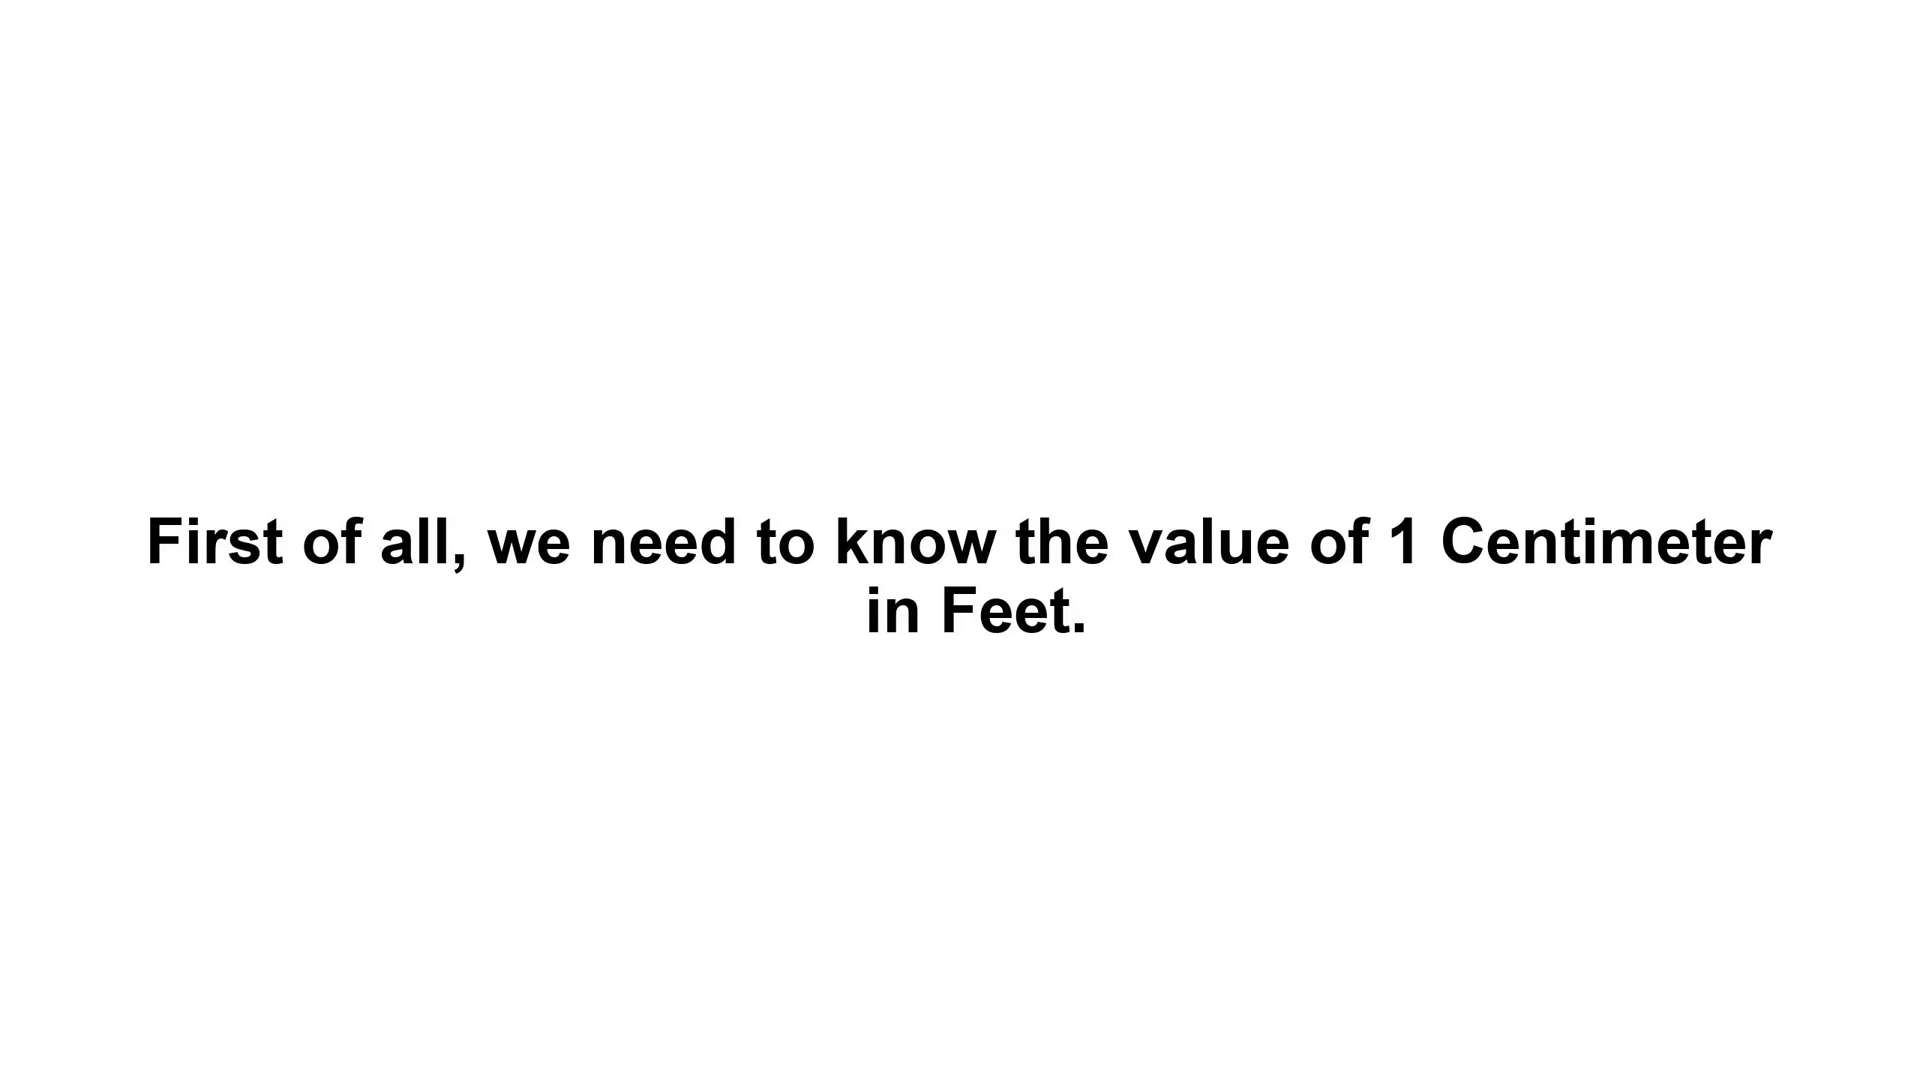 First of all, we need to know the value of 1 Centimeter
in Feet.